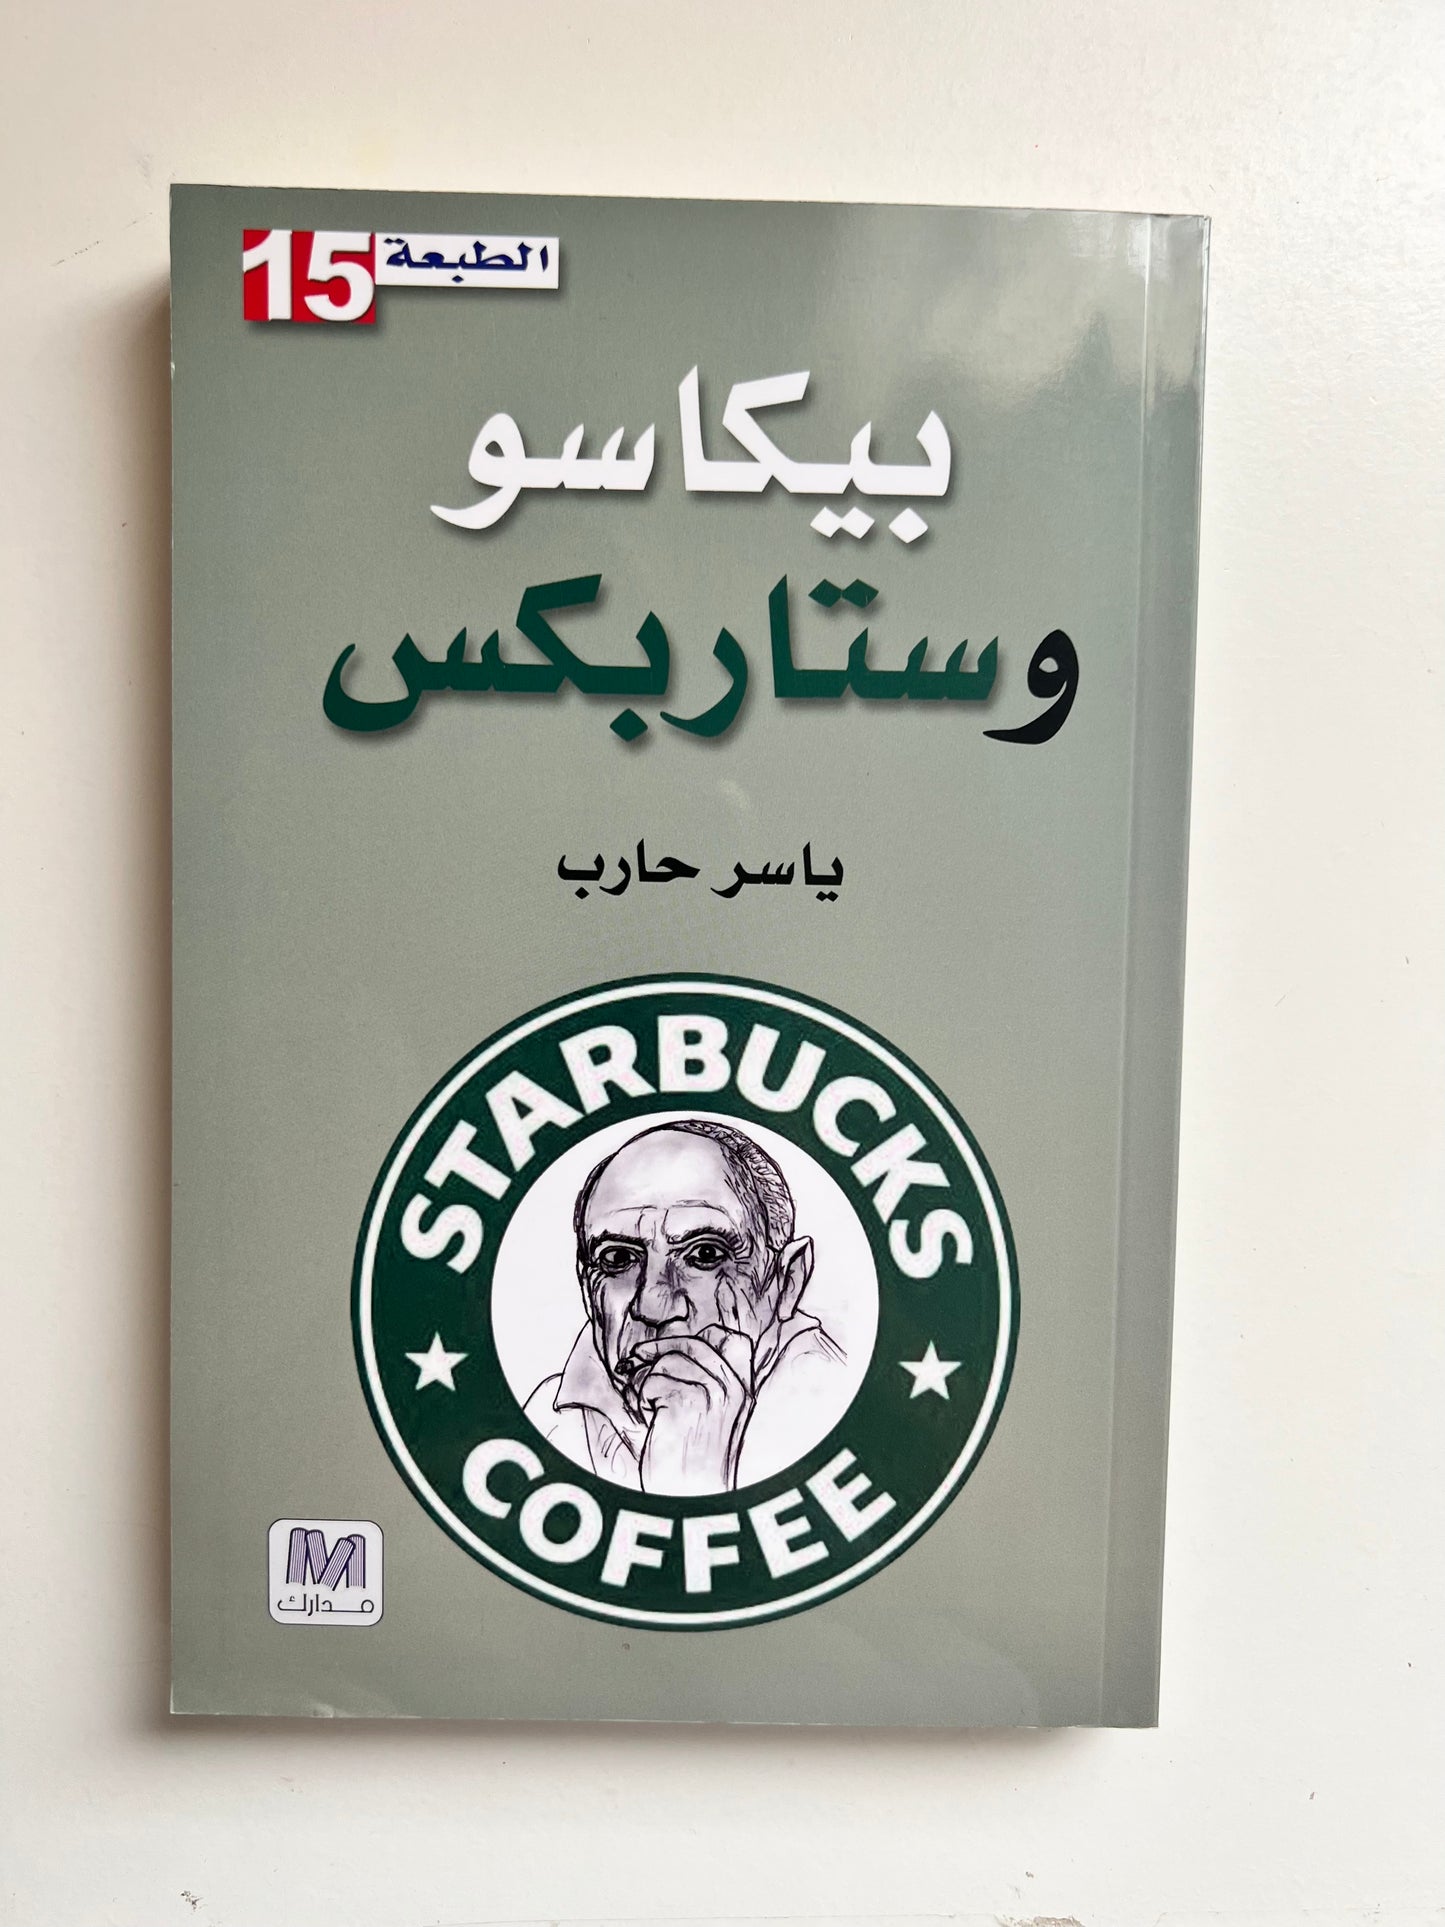 الطبعة 15
بيكاسو
وستاربكس
ياسر حارب
STARBUCKS
COFFEE
مدارك